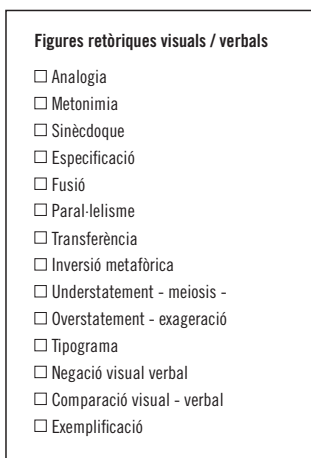 Figures retòriques visuals / verbals
Analogia
Metonimia
Sinècdoque
Especificació
Fusió
Paral·lelisme
Transferència
Inversió metafòrica
Understatement - meiosis -
Overstatement - exageració
Tipograma
Negació visual verbal
Comparació visual - verbal
Exemplificació